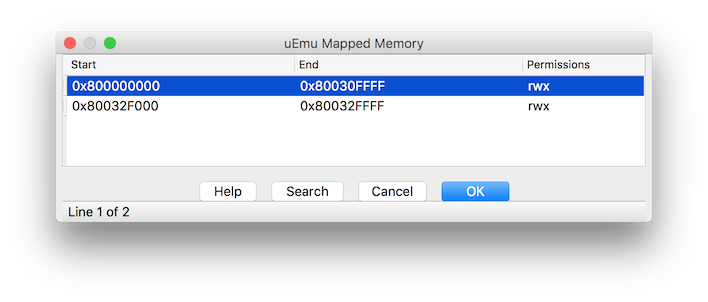 uEmu Mapped Memory
Start End Permissions
0x800000000 0x80030FFFF rwx
0x80032F000 0x80032FFFF rwx
Help Search Cancel OK
Line 1 of 2